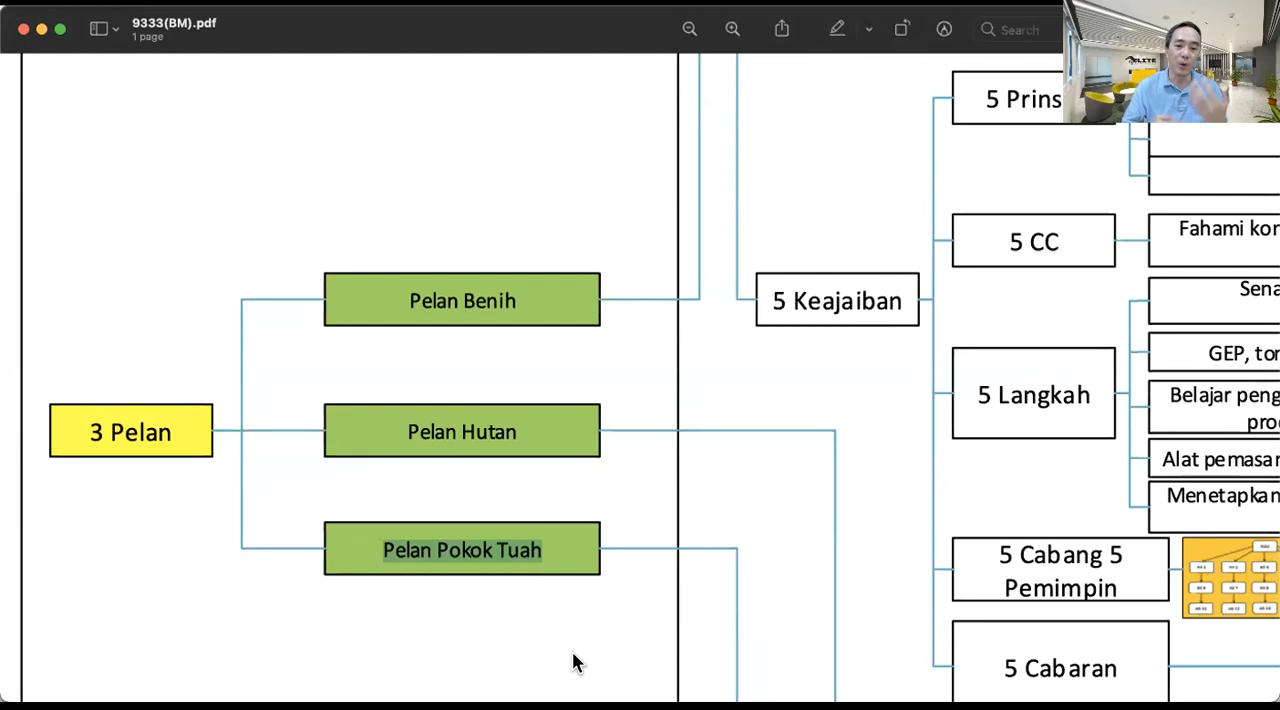 9333(BM).pdf
1 page
Search
ELITE
5 Prins
5 CC
Fahami kor
5 Keajaiban
Sena
GEP, tor
5 Langkah
Belajar peng
proc
Alat pemasar
Menetapkan
5 Cabang 5
Pemimpin
5 Cabaran
3 Pelan
Pelan Benih
Pelan Hutan
Pelan Pokok Tuah